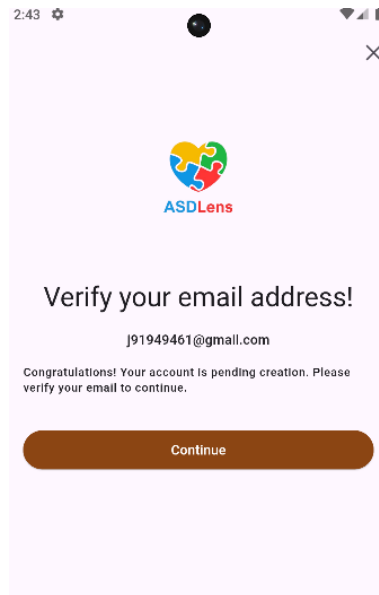 2:43
ASDLens
Verify your email address!
j91949461@gmail.com
Congratulations! Your account is pending creation. Please
verify your email to continue.
Continue